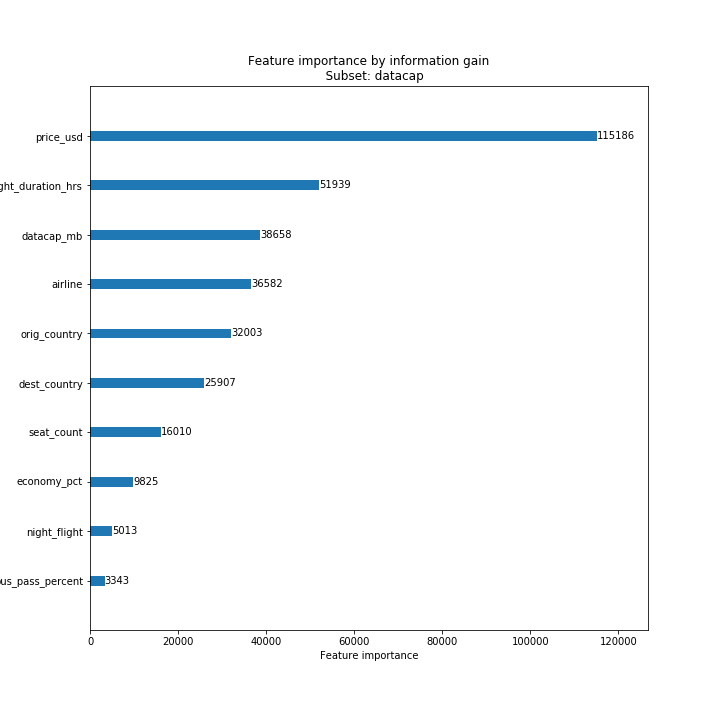 Feature importance by information gain
Subset: datacap
price_usd
115186
ght_duration_hrs
51939
datacap_mb
38658
airline
36582
orig_country
32003
dest_country
25907
seat_count
16010
economy_pct
9825
night_flight
5013
us_pass_percent
3343
0 20000 40000 60000 80000 100000 120000
Feature importance